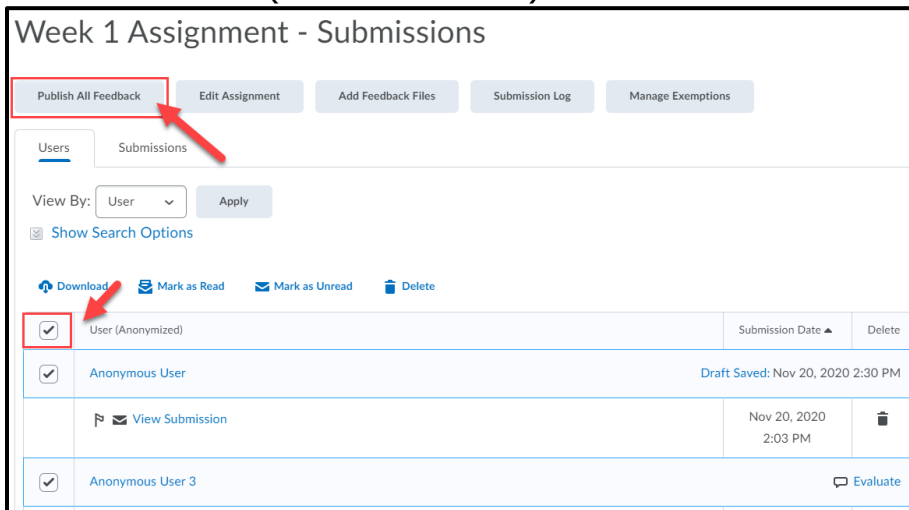 Week 1 Assignment - Submissions
Publish All Feedback Edit Assignment Add Feedback Files Submission Log Manage Exemptions
Users Submissions
View By: User Apply
Show Search Options
Download Mark as Read Mark as Unread Delete
User (Anonymized) Submission Date Delete
Anonymous User Draft Saved: Nov 20, 2020 2:30 PM
View Submission Nov 20, 2020
2:03 PM
Anonymous User 3 Evaluate